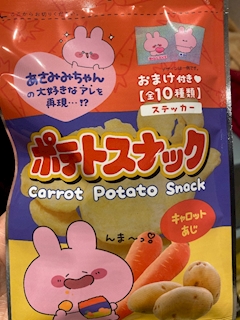 あさみみちゃん
の大好きなアレを
再現…!?
おまけ付き♥
【全10種類】
ステッカー
ポテトスナック
Carrot Potato Snack
キャロット
あじ
んま〜っ